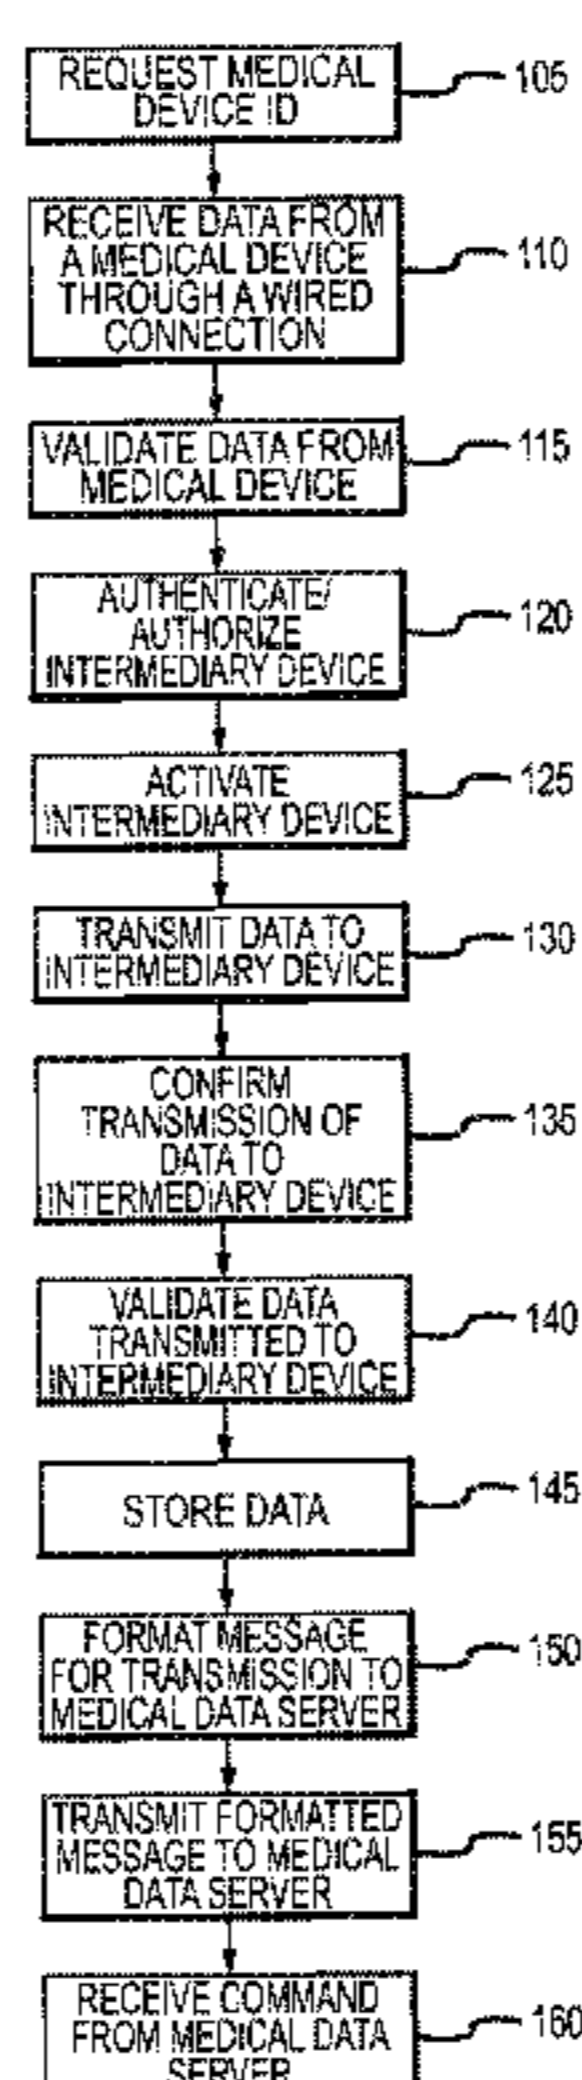 REQUEST MEDICAL
DEVICE ID
105
RECEIVE DATA FROM
A MEDICAL DEVICE
THROUGH A WIRED
CONNECTION
110
VALIDATE DATA FROM
MEDICAL DEVICE
115
AUTHENTICATE/
AUTHORIZE
INTERMEDIARY DEVICE
120
ACTIVATE
INTERMEDIARY DEVICE
125
TRANSMIT DATA TO
INTERMEDIARY DEVICE
130
CONFIRM
TRANSMISSION OF
DATA TO
INTERMEDIARY DEVICE
135
VALIDATE DATA
TRANSMITTED TO
INTERMEDIARY DEVICE
140
STORE DATA
145
FORMAT MESSAGE
FOR TRANSMISSION TO
MEDICAL DATA SERVER
150
TRANSMIT FORMATTED
MESSAGE TO MEDICAL
DATA SERVER
155
RECEIVE COMMAND
FROM MEDICAL DATA
SERVER
160